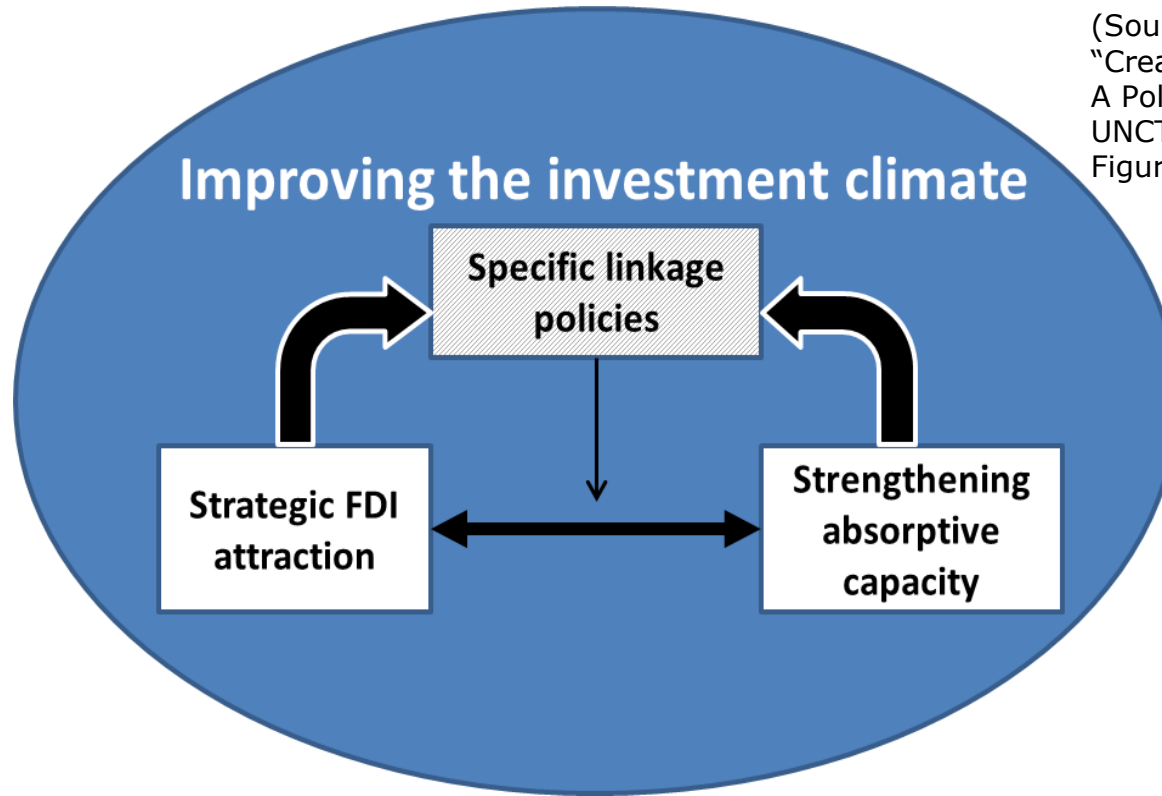 (Sou
“Crea
A Pol
UNCT
Figur
Improving the investment climate
Specific linkage
policies
Strategic FDI
attraction
Strengthening
absorptive
capacity